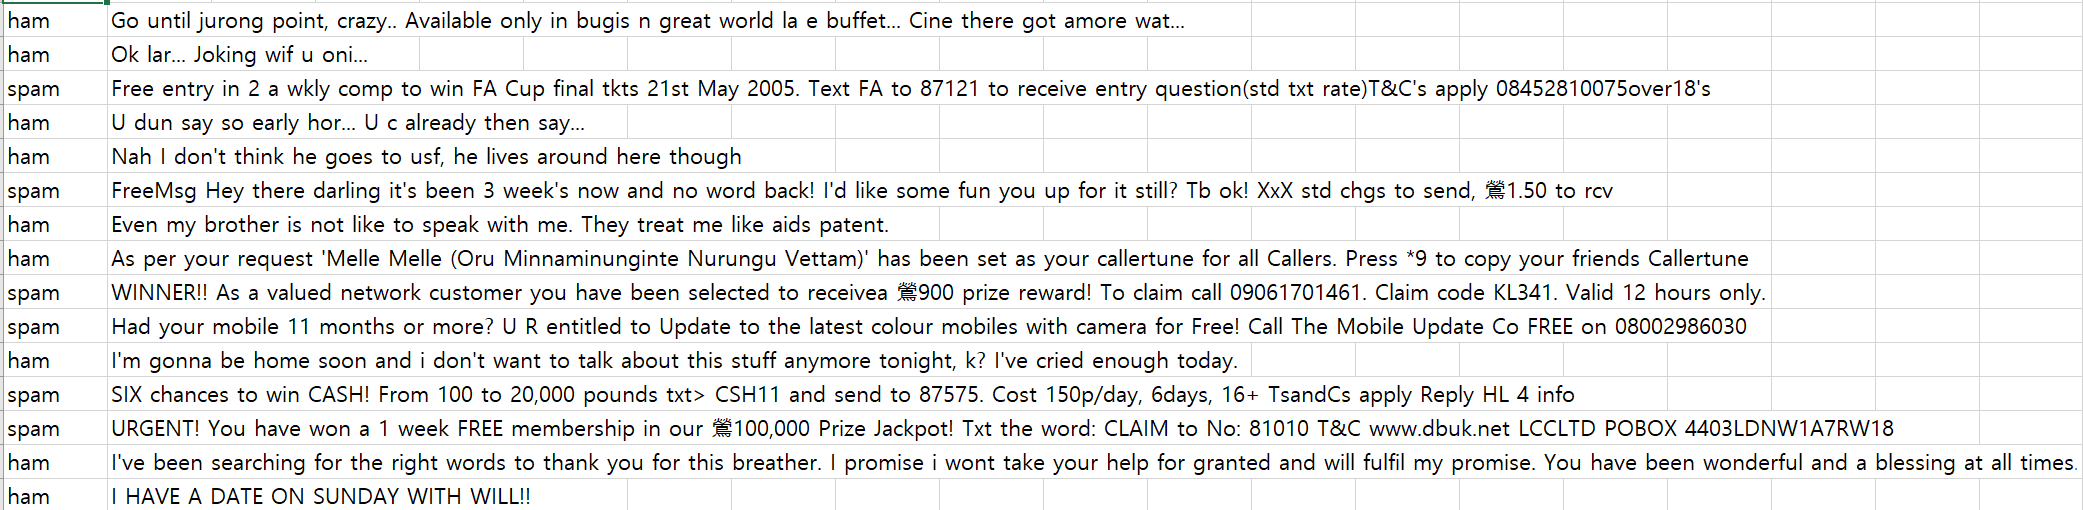 ham Go until jurong point, crazy.. Available only in bugis n great world la e buffet... Cine there got amore wat...
ham Ok lar... Joking wif u oni...
spam Free entry in 2 a wkly comp to win FA Cup final tkts 21st May 2005. Text FA to 87121 to receive entry question(std txt rate)T&C's apply 08452810075over18's
ham U dun say so early hor... U c already then say...
ham Nah I don't think he goes to usf, he lives around here though
spam FreeMsg Hey there darling it's been 3 week's now and no word back! I'd like some fun you up for it still? Tb ok! XxX std chgs to send, 鶯1.50 to rcv
ham Even my brother is not like to speak with me. They treat me like aids patent.
ham As per your request 'Melle Melle (Oru Minnaminunginte Nurungu Vettam)' has been set as your callertune for all Callers. Press *9 to copy your friends Callertune
spam WINNER!! As a valued network customer you have been selected to receivea 鶯900 prize reward! To claim call 09061701461. Claim code KL341. Valid 12 hours only.
spam Had your mobile 11 months or more? U R entitled to Update to the latest colour mobiles with camera for Free! Call The Mobile Update Co FREE on 08002986030
ham I'm gonna be home soon and i don't want to talk about this stuff anymore tonight, k? I've cried enough today.
spam SIX chances to win CASH! From 100 to 20,000 pounds txt> CSH11 and send to 87575. Cost 150p/day, 6days, 16+ TsandCs apply Reply HL 4 info
spam URGENT! You have won a 1 week FREE membership in our 鶯100,000 Prize Jackpot! Txt the word: CLAIM to No: 81010 T&C www.dbuk.net LCCLTD POBOX 4403LDNW1A7RW18
ham I've been searching for the right words to thank you for this breather. I promise i wont take your help for granted and will fulfil my promise. You have been wonderful and a blessing at all times.
ham I HAVE A DATE ON SUNDAY WITH WILL!!